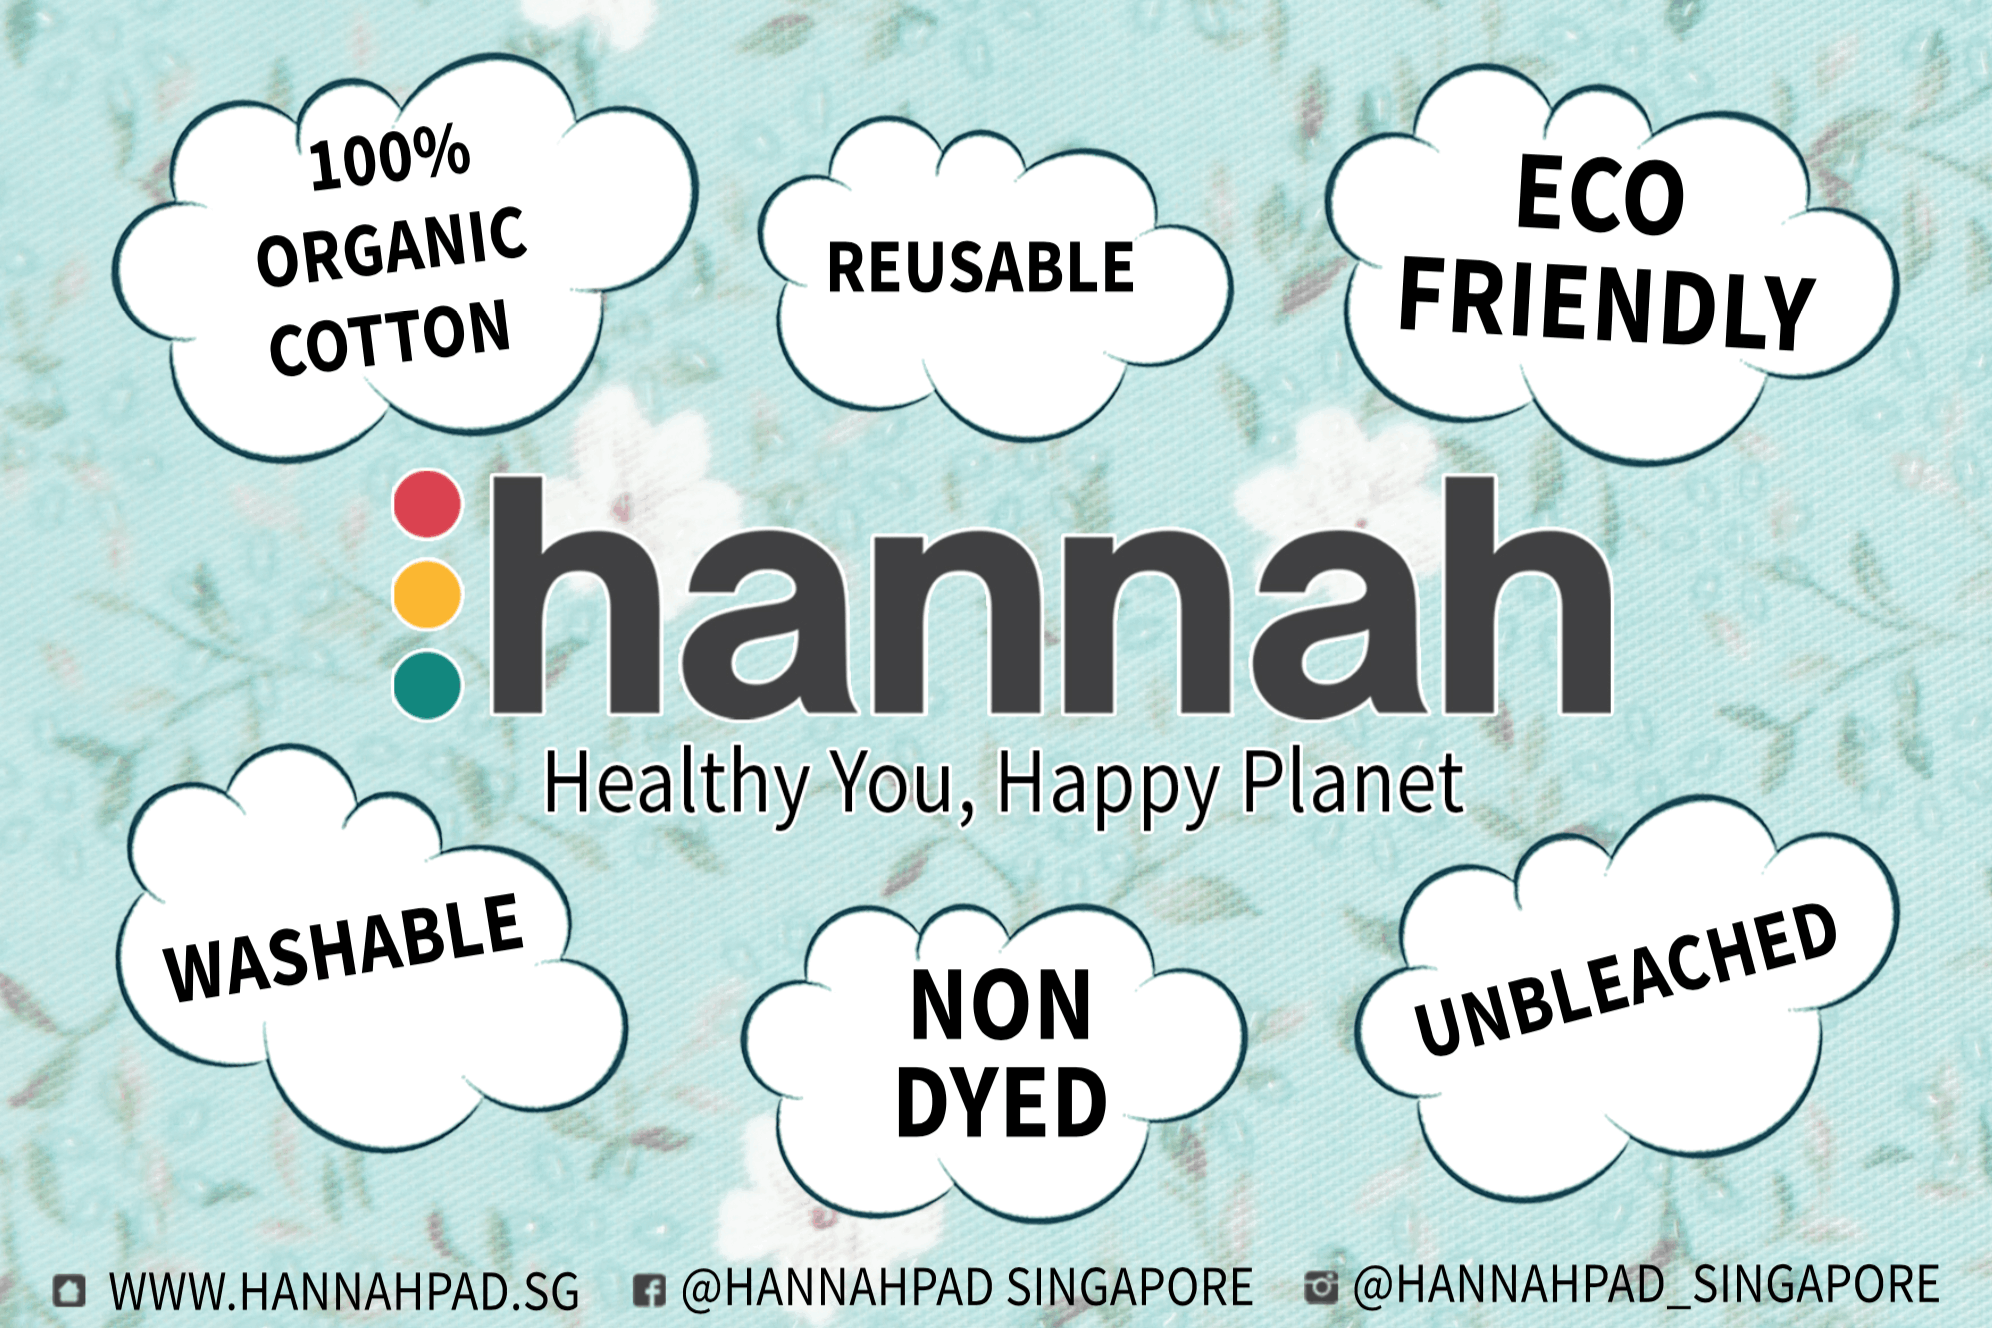 100%
ORGANIC
COTTON
REUSABLE
ECO
FRIENDLY
hannah
Healthy You, Happy Planet
WASHABLE
NON
DYED
UNBLEACHED
WWW.HANNAHPAD.SG
@HANNAHPAD SINGAPORE
@HANNAHPAD_SINGAPORE